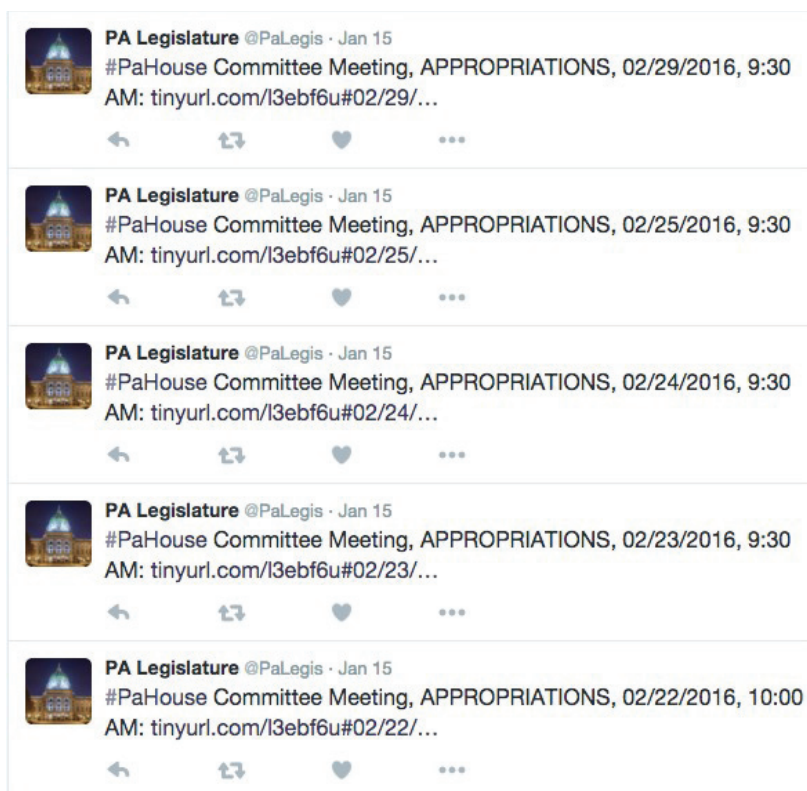 PA Legislature @PaLegis · Jan 15
#PaHouse Committee Meeting, APPROPRIATIONS, 02/29/2016, 9:30
AM: tinyurl.com/l3ebf6u#02/29/…
PA Legislature @PaLegis · Jan 15
#PaHouse Committee Meeting, APPROPRIATIONS, 02/25/2016, 9:30
AM: tinyurl.com/l3ebf6u#02/25/…
PA Legislature @PaLegis · Jan 15
#PaHouse Committee Meeting, APPROPRIATIONS, 02/24/2016, 9:30
AM: tinyurl.com/l3ebf6u#02/24/…
PA Legislature @PaLegis · Jan 15
#PaHouse Committee Meeting, APPROPRIATIONS, 02/23/2016, 9:30
AM: tinyurl.com/l3ebf6u#02/23/…
PA Legislature @PaLegis · Jan 15
#PaHouse Committee Meeting, APPROPRIATIONS, 02/22/2016, 10:00
AM: tinyurl.com/l3ebf6u#02/22/…